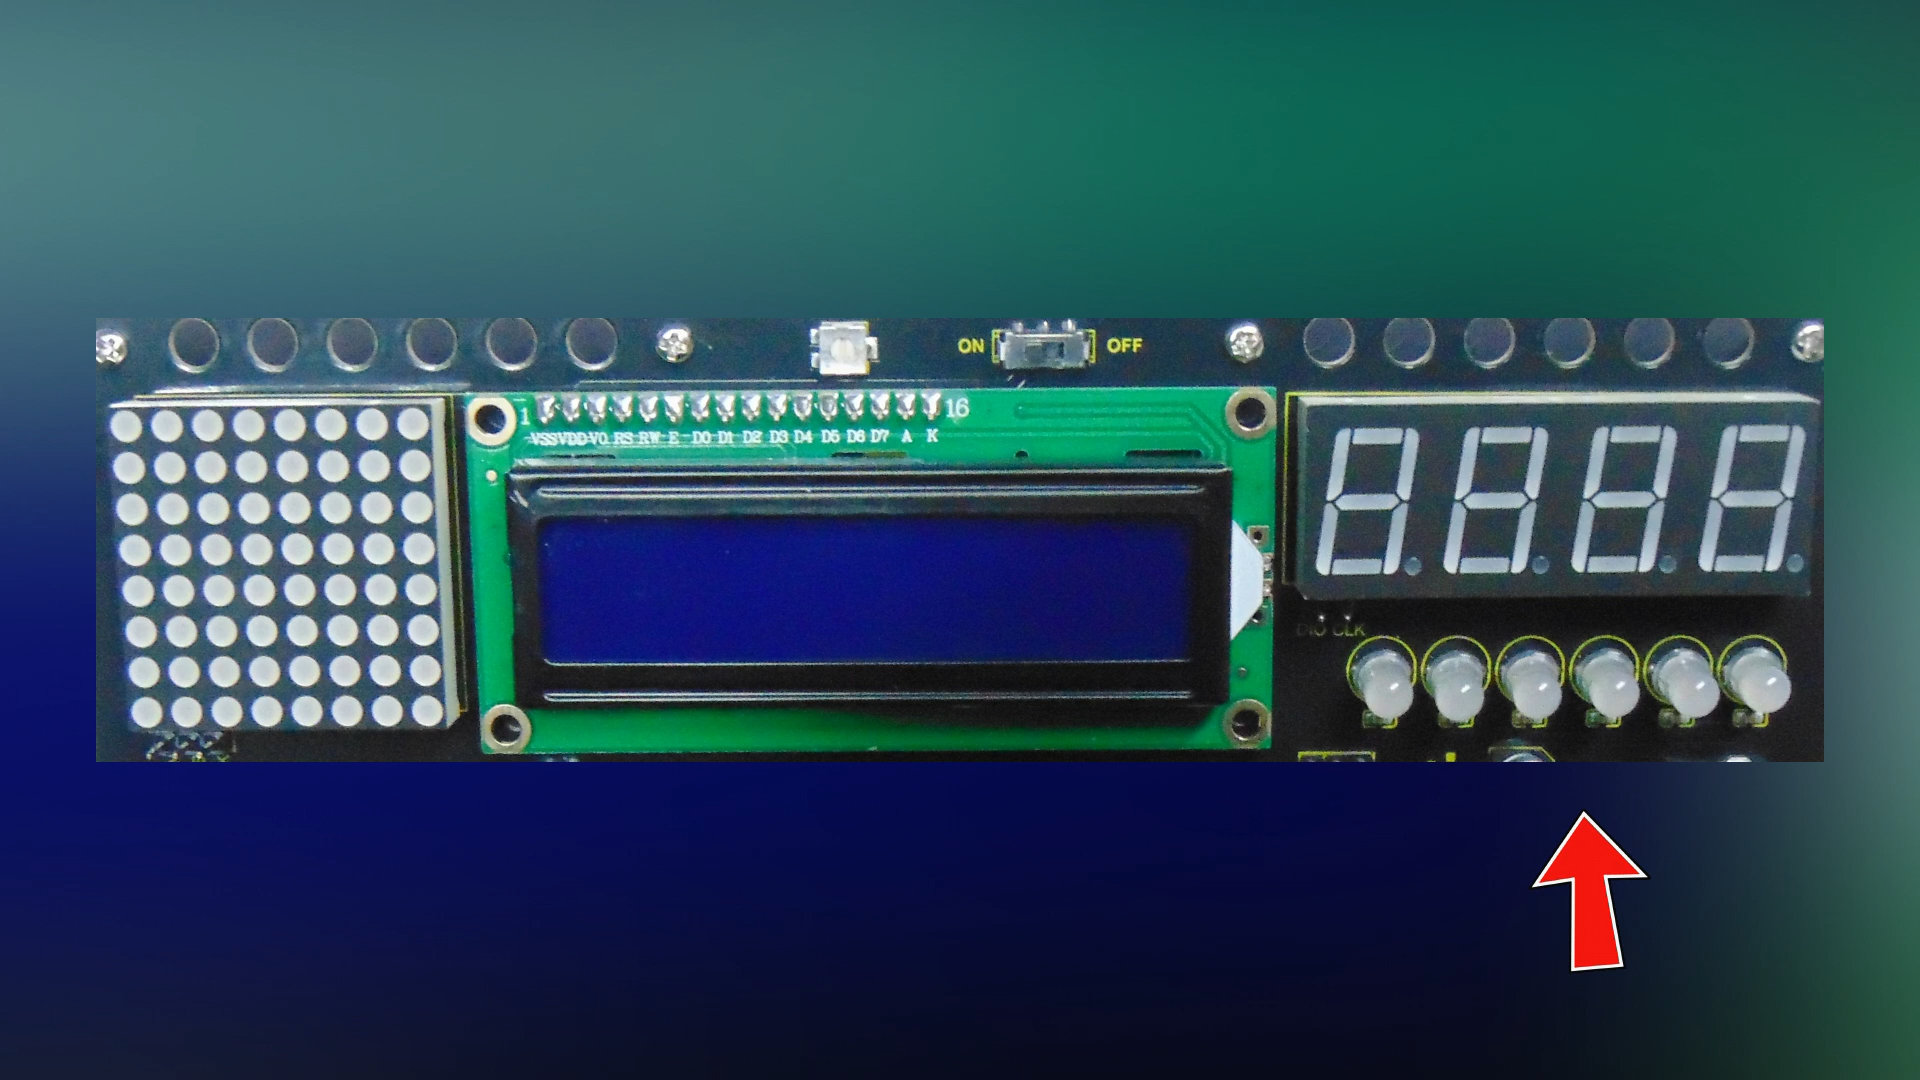 ON OFF
1 16
VSS VDD V0 RS RW E D0 D1 D2 D3 D4 D5 D6 D7 A K
DIO CLK